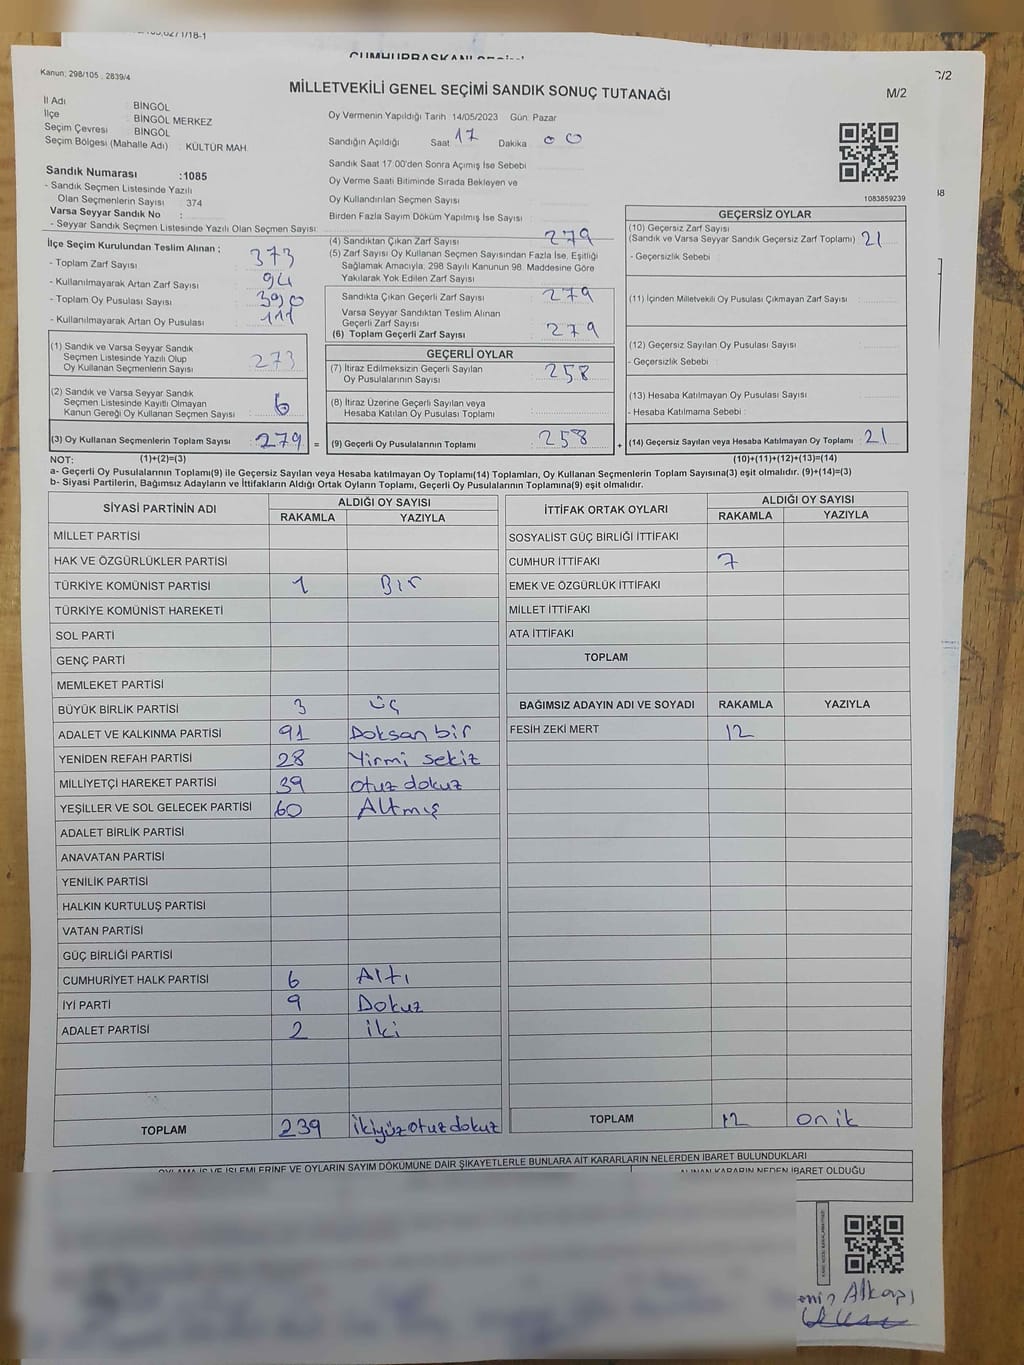 CUMHURBAŞKANI
Kanun; 298/105 , 2839/4
MİLLETVEKİLİ GENEL SEÇİMİ SANDIK SONUÇ TUTANAĞI
M/2
İl Adı : BİNGÖL
İlçe : BİNGÖL MERKEZ
Seçim Çevresi : BİNGÖL
Seçim Bölgesi (Mahalle Adı) : KÜLTÜR MAH.
Oy Vermenin Yapıldığı Tarih 14/05/2023 Gün: Pazar
Sandığın Açıldığı Saat 17 Dakika 00
Sandık Saat 17.00'den Sonra Açımış İse Sebebi
Oy Verme Saati Bitiminde Sırada Bekleyen ve
Oy Kullandırılan Seçmen Sayısı
Birden Fazla Sayım Döküm Yapılmış İse Sayısı
1083859239
Sandık Numarası :1085
- Sandık Seçmen Listesinde Yazılı
Olan Seçmenlerin Sayısı 374
Varsa Seyyar Sandık No :
- Seyyar Sandık Seçmen Listesinde Yazılı Olan Seçmen Sayısı:
İlçe Seçim Kurulundan Teslim Alınan ;
- Toplam Zarf Sayısı 373
- Kullanılmayarak Artan Zarf Sayısı 94
- Toplam Oy Pusulası Sayısı 390
- Kullanılmayarak Artan Oy Pusulası 111
(1) Sandık ve Varsa Seyyar Sandık
Seçmen Listesinde Yazılı Olup
Oy Kullanan Seçmenlerin Sayısı 273
(2) Sandık ve Varsa Seyyar Sandık
Seçmen Listesinde Kayıtlı Olmayan
Kanun Gereği Oy Kullanan Seçmen Sayısı 6
(3) Oy Kullanan Seçmenlerin Toplam Sayısı 279 =
(4) Sandıktan Çıkan Zarf Sayısı 279
(5) Zarf Sayısı Oy Kullanan Seçmen Sayısından Fazla İse, Eşitliği
Sağlamak Amacıyla, 298 Sayılı Kanunun 98. Maddesine Göre
Yakılarak Yok Edilen Zarf Sayısı
Sandıkta Çıkan Geçerli Zarf Sayısı 279
Varsa Seyyar Sandıktan Teslim Alınan
Geçerli Zarf Sayısı
(6) Toplam Geçerli Zarf Sayısı 279
GEÇERLİ OYLAR
(7) İtiraz Edilmeksizin Geçerli Sayılan
Oy Pusulalarının Sayısı 258
(8) İtiraz Üzerine Geçerli Sayılan veya
Hesaba Katılan Oy Pusulası Toplamı
(9) Geçerli Oy Pusulalarının Toplamı 258 +
GEÇERSİZ OYLAR
(10) Geçersiz Zarf Sayısı
(Sandık ve Varsa Seyyar Sandık Geçersiz Zarf Toplamı) 21
- Geçersizlik Sebebi :
(11) İçinden Milletvekili Oy Pusulası Çıkmayan Zarf Sayısı
(12) Geçersiz Sayılan Oy Pusulası Sayısı
- Geçersizlik Sebebi :
(13) Hesaba Katılmayan Oy Pusulası Sayısı
- Hesaba Katılmama Sebebi :
(14) Geçersiz Sayılan veya Hesaba Katılmayan Oy Toplamı 21
NOT: (1)+(2)=(3) (10)+(11)+(12)+(13)=(14)
a- Geçerli Oy Pusulalarının Toplamı(9) ile Geçersiz Sayılan veya Hesaba katılmayan Oy Toplamı(14) Toplamları, Oy Kullanan Seçmenlerin Toplam Sayısına(3) eşit olmalıdır. (9)+(14)=(3)
b- Siyasi Partilerin, Bağımsız Adayların ve İttifakların Aldığı Ortak Oyların Toplamı, Geçerli Oy Pusulalarının Toplamına(9) eşit olmalıdır.
SİYASİ PARTİNİN ADI ALDIĞI OY SAYISI
RAKAMLA YAZIYLA
MİLLET PARTİSİ
HAK VE ÖZGÜRLÜKLER PARTİSİ
TÜRKİYE KOMÜNİST PARTİSİ 1 Bir
TÜRKİYE KOMÜNİST HAREKETİ
SOL PARTİ
GENÇ PARTİ
MEMLEKET PARTİSİ
BÜYÜK BİRLİK PARTİSİ 3 üç
ADALET VE KALKINMA PARTİSİ 91 Doksan bir
YENİDEN REFAH PARTİSİ 28 Yirmi sekiz
MİLLİYETÇİ HAREKET PARTİSİ 39 otuz dokuz
YEŞİLLER VE SOL GELECEK PARTİSİ 60 Altmış
ADALET BİRLİK PARTİSİ
ANAVATAN PARTİSİ
YENİLİK PARTİSİ
HALKIN KURTULUŞ PARTİSİ
VATAN PARTİSİ
GÜÇ BİRLİĞİ PARTİSİ
CUMHURİYET HALK PARTİSİ 6 Altı
İYİ PARTİ 9 Dokuz
ADALET PARTİSİ 2 iki
TOPLAM 239 ikiyüzotuzdokuz
İTTİFAK ORTAK OYLARI ALDIĞI OY SAYISI
RAKAMLA YAZIYLA
SOSYALİST GÜÇ BİRLİĞİ İTTİFAKI
CUMHUR İTTİFAKI 7
EMEK VE ÖZGÜRLÜK İTTİFAKI
MİLLET İTTİFAKI
ATA İTTİFAKI
TOPLAM
BAĞIMSIZ ADAYIN ADI VE SOYADI RAKAMLA YAZIYLA
FESİH ZEKİ MERT 12
TOPLAM 12 on ik
OYLAMA İŞ VE İŞLEMLERİNE VE OYLARIN SAYIM DÖKÜMÜNE DAİR ŞİKAYETLERLE BUNLARA AİT KARARLARIN NELERDEN İBARET BULUNDUKLARI
ALINAN KARARIN NEDEN İBARET OLDUĞU
Alkapı